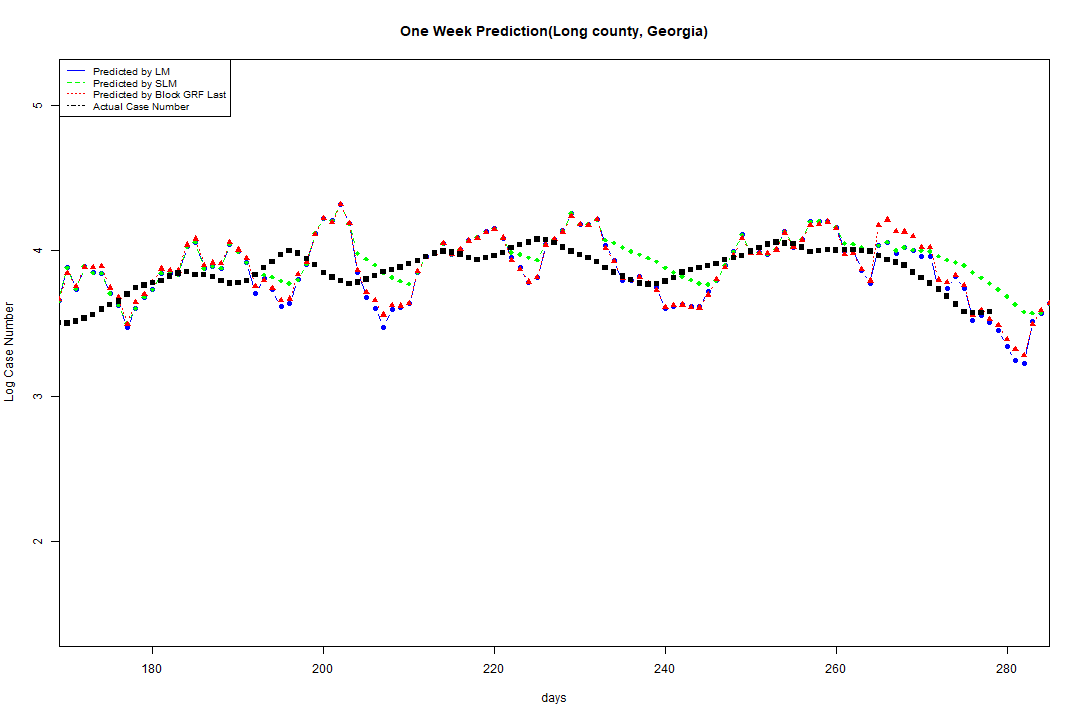 One Week Prediction(Long county, Georgia)
Predicted by LM
Predicted by SLM
Predicted by Block GRF Last
Actual Case Number
5
4
3
2
Log Case Number
180 200 220 240 260 280
days